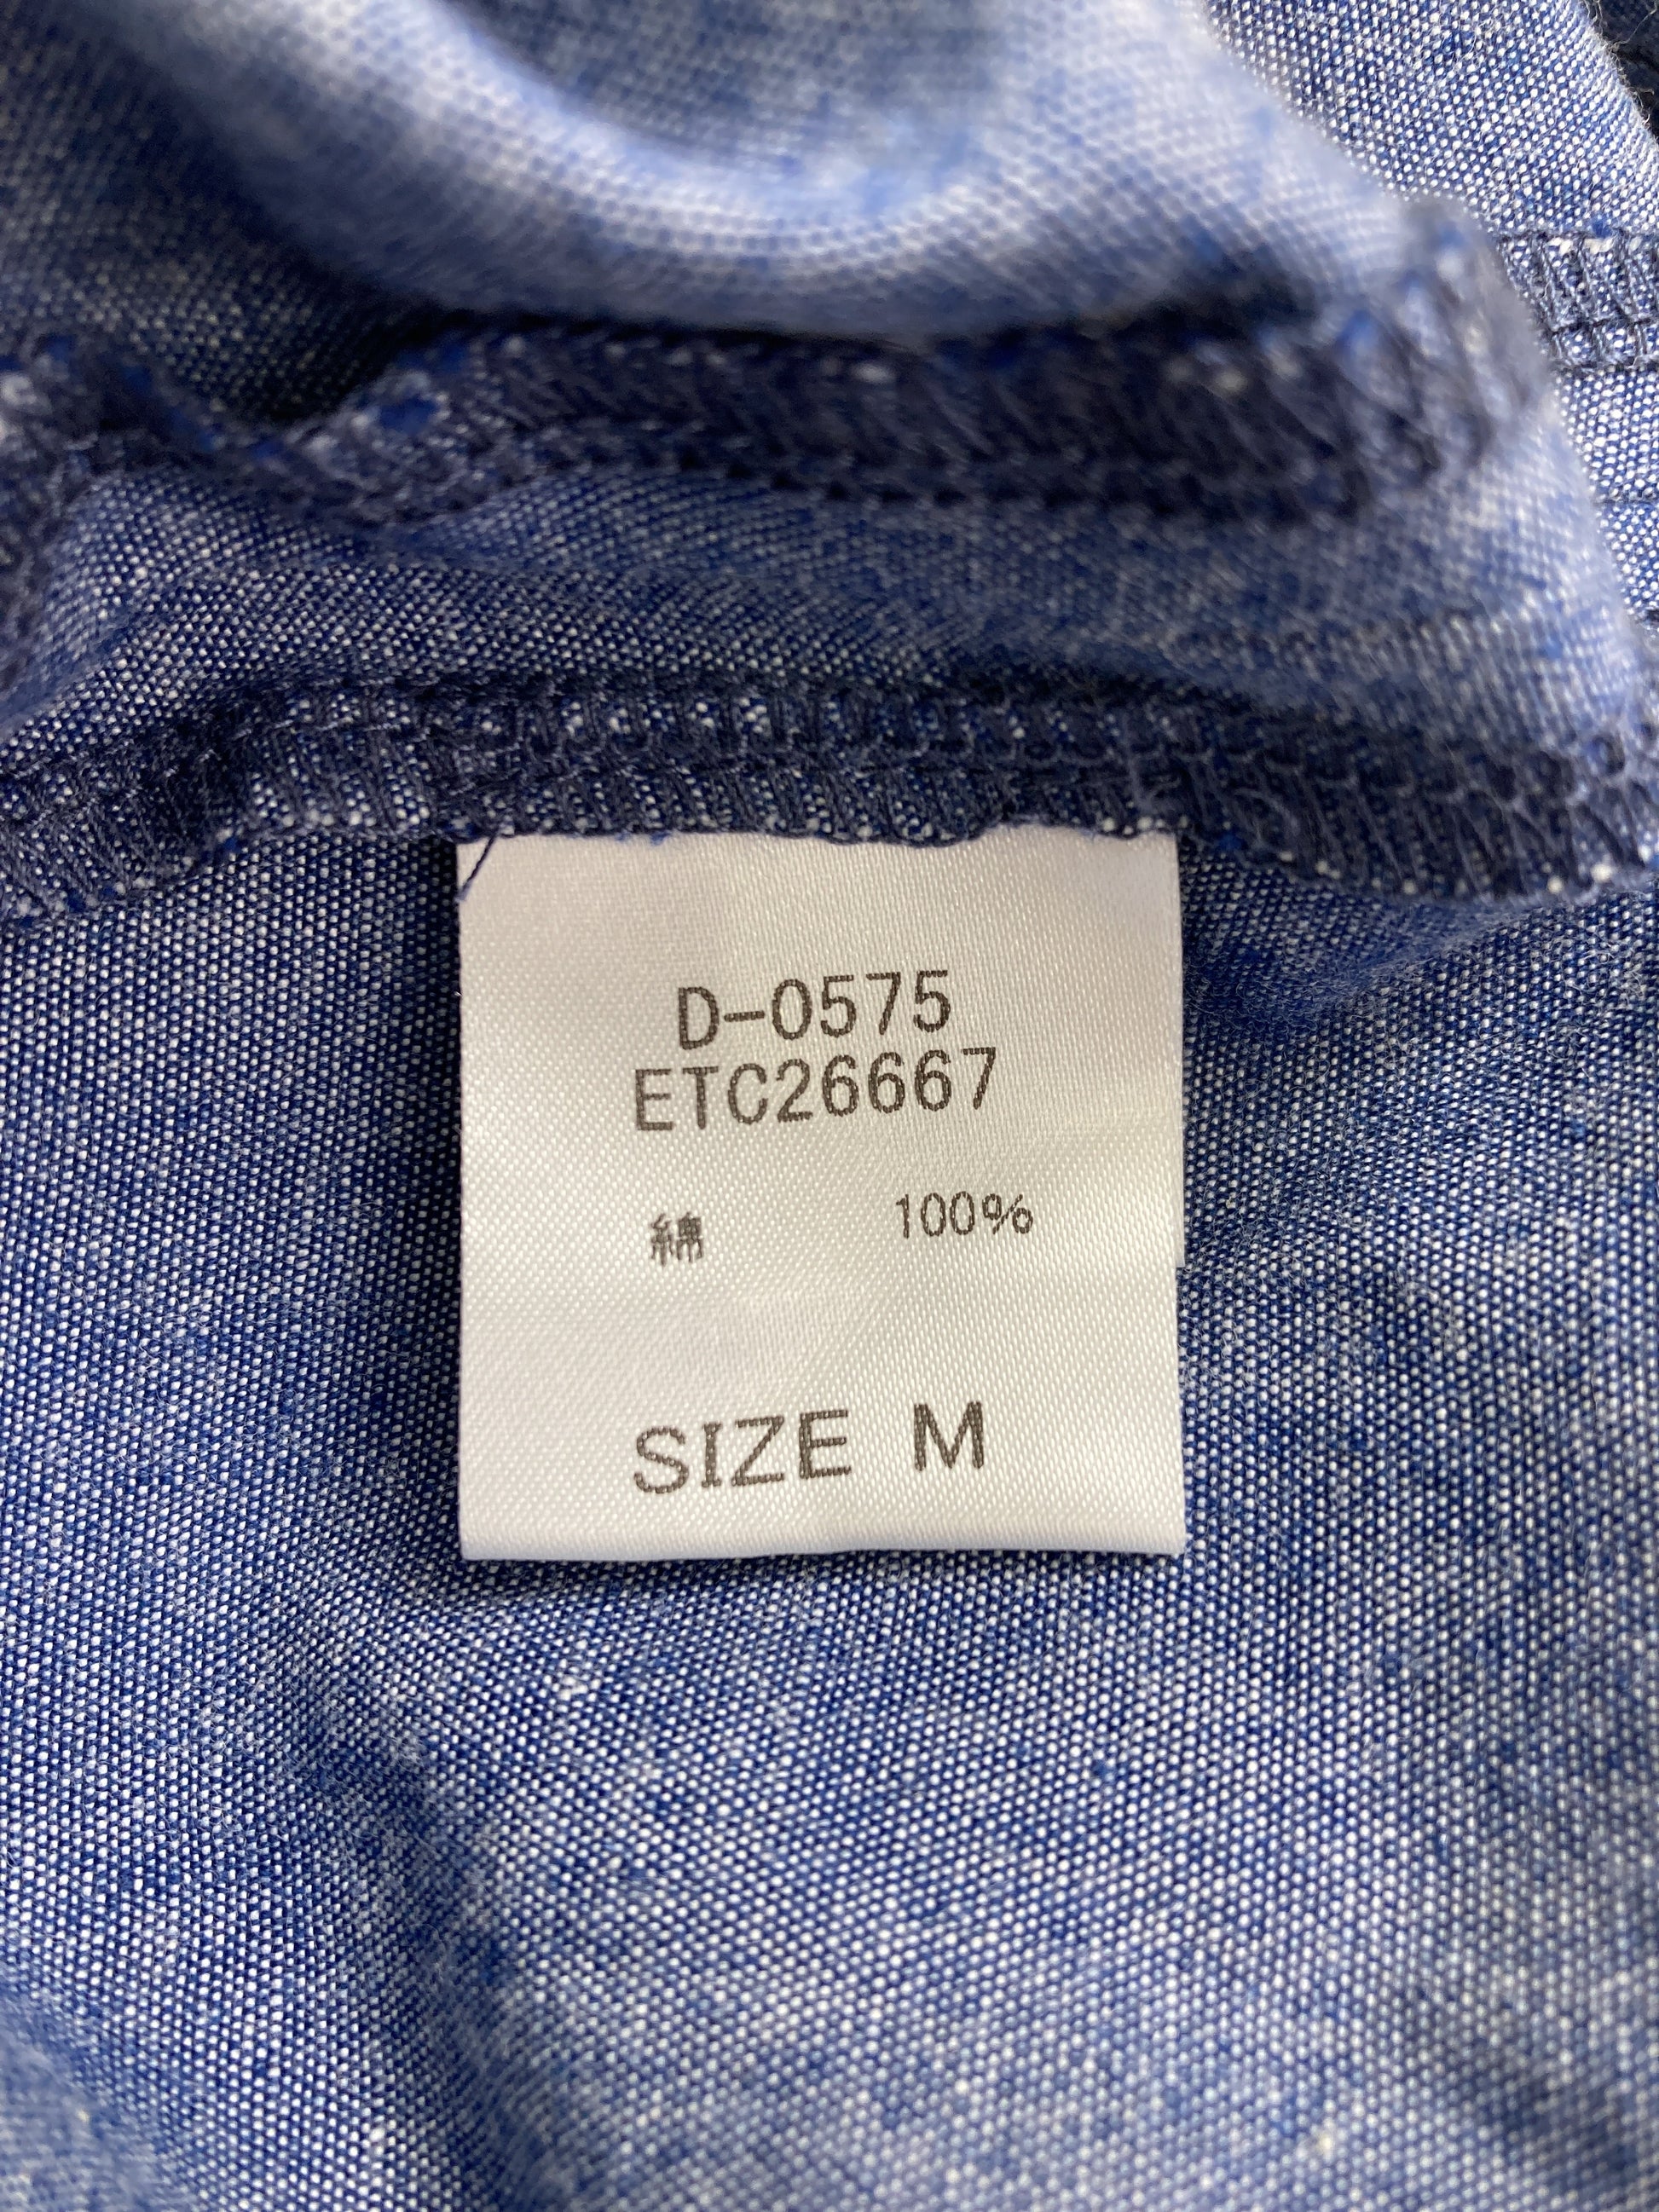 D-0575
ETC26667
綿 100%
SIZE M